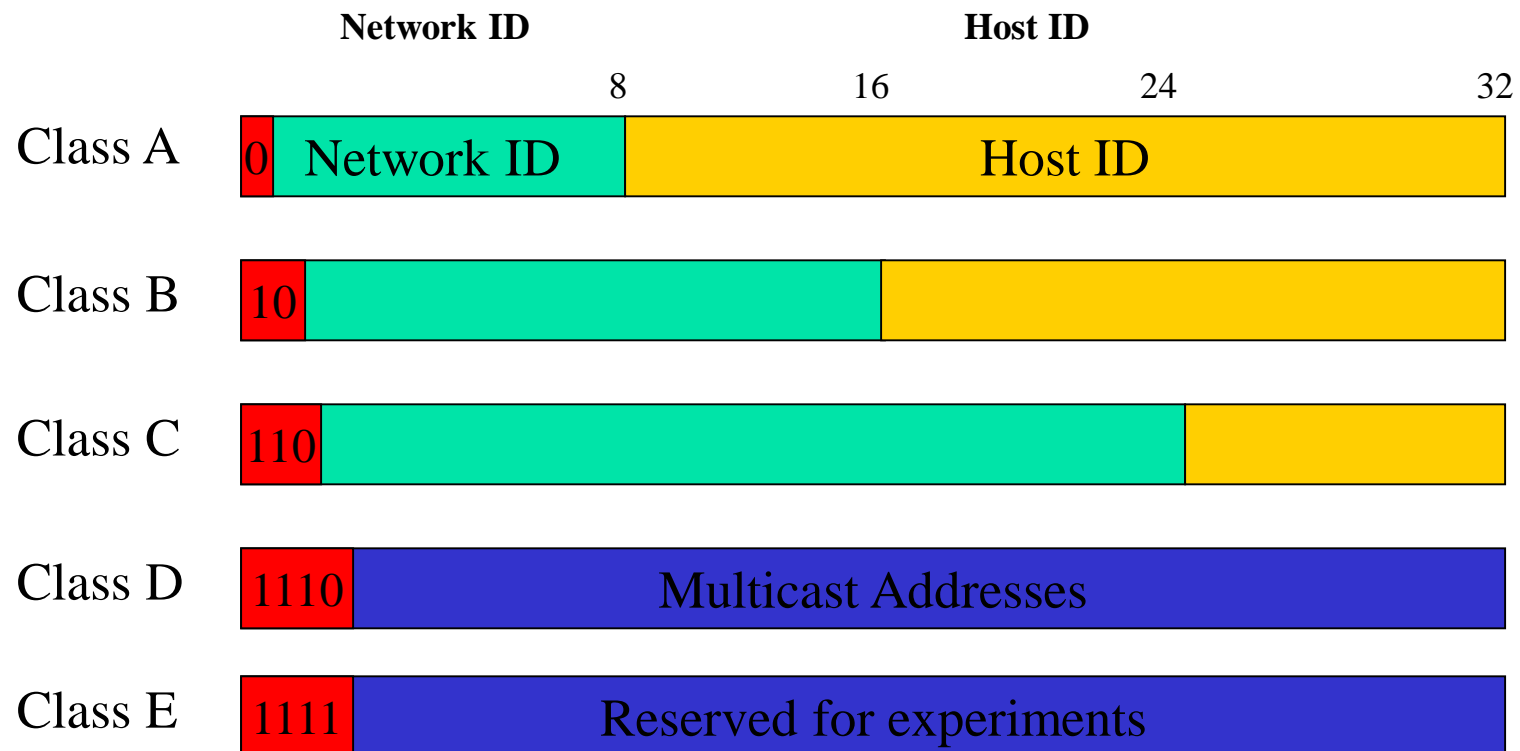 Network ID Host ID
8 16 24 32
Class A 0 Network ID Host ID
Class B 10
Class C 110
Class D 1110 Multicast Addresses
Class E 1111 Reserved for experiments